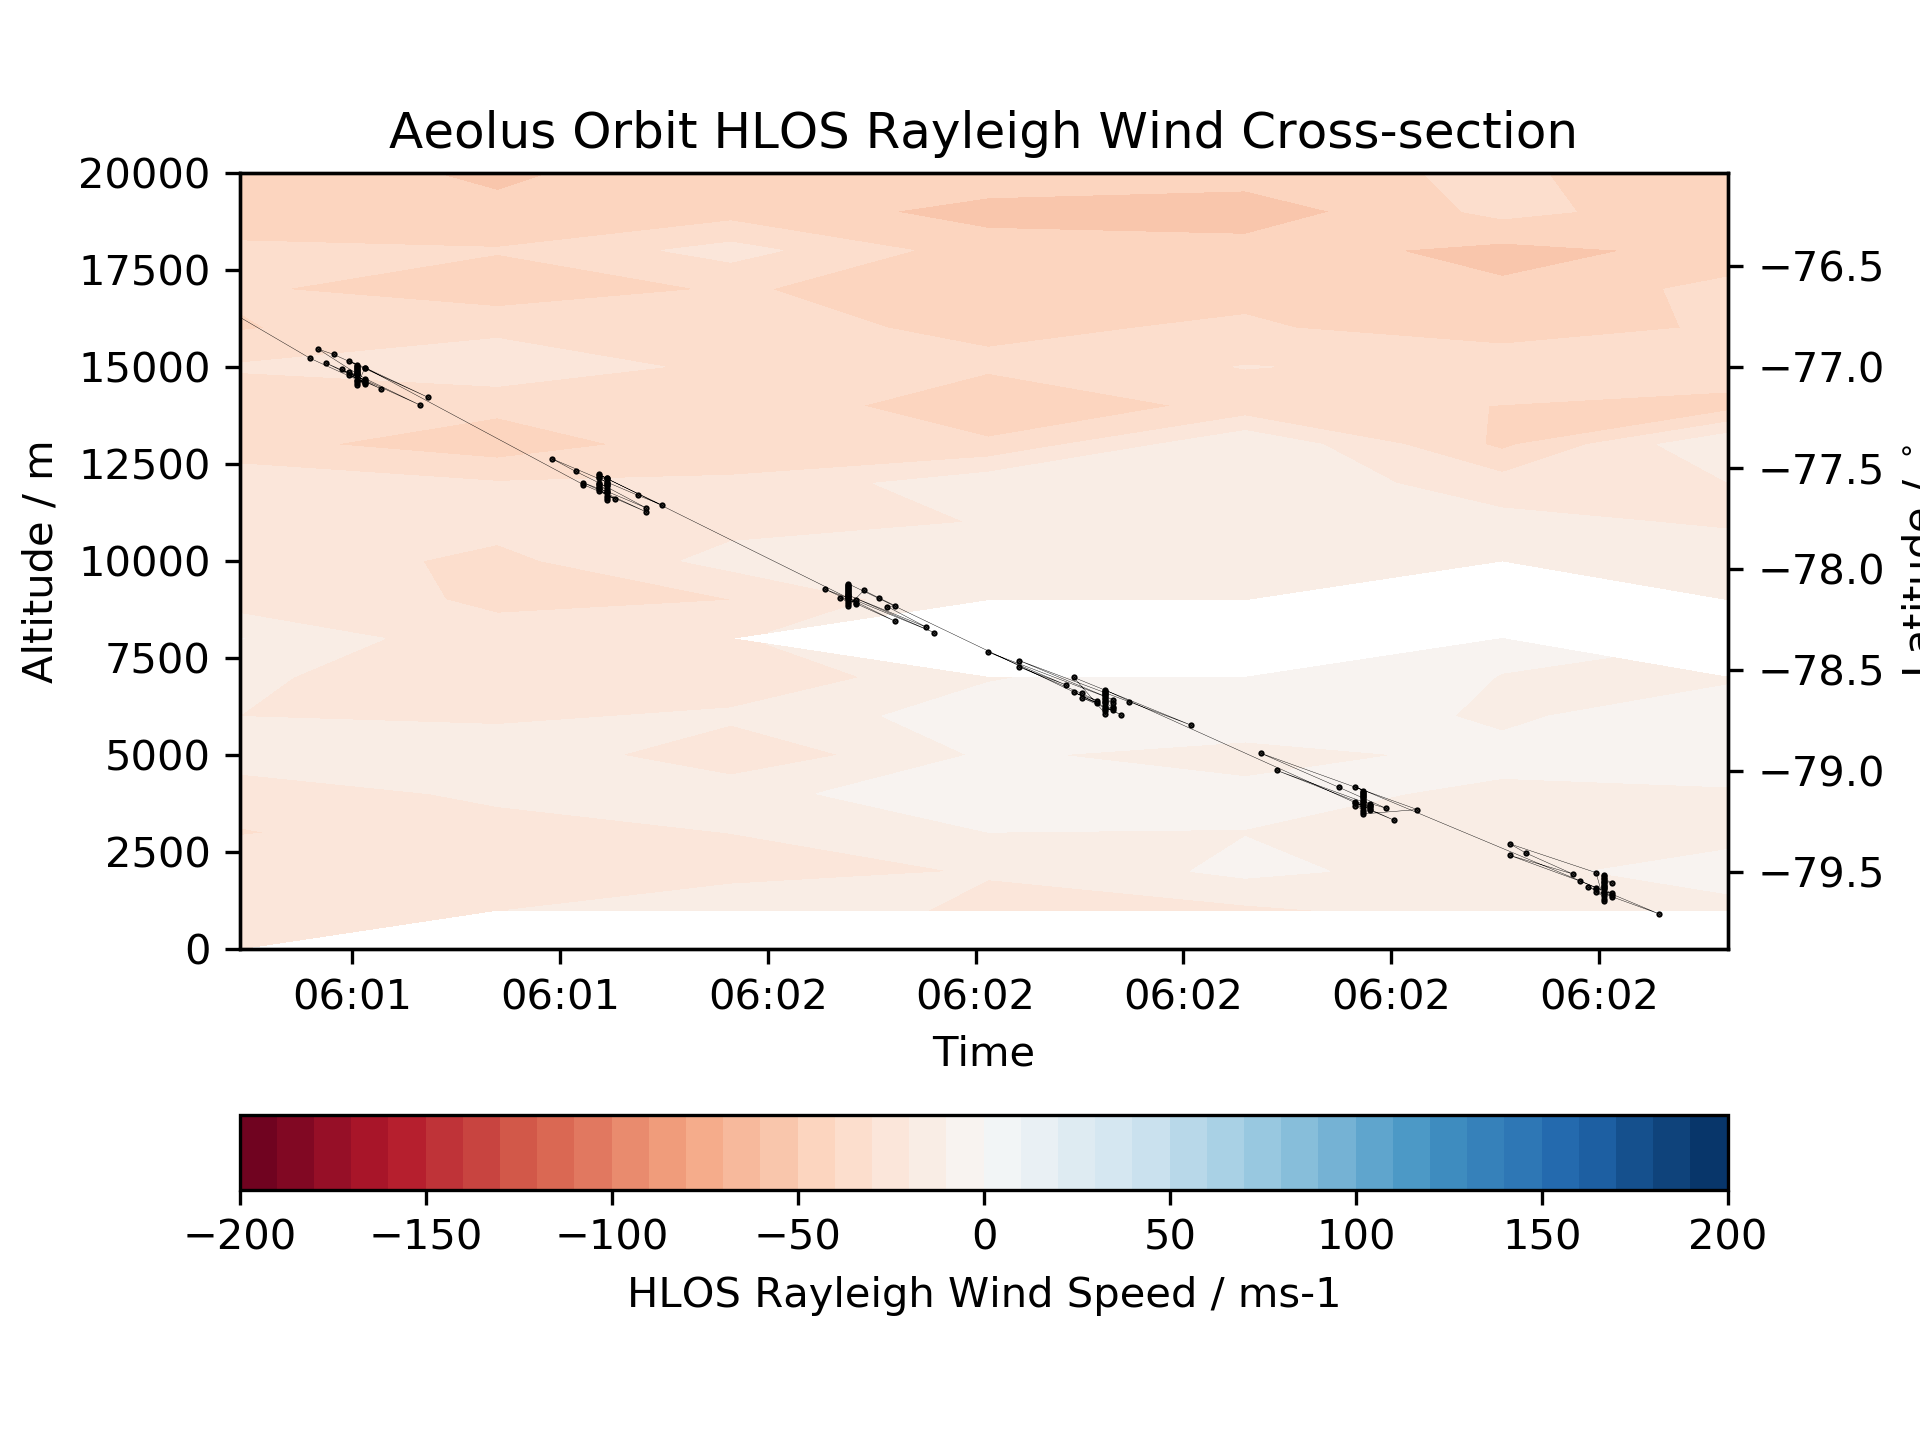 Aeolus Orbit HLOS Rayleigh Wind Cross-section
20000
17500
15000
12500
10000
7500
5000
2500
0
Altitude / m
−76.5
−77.0
−77.5
−78.0
−78.5
−79.0
−79.5
Latitude / °
06:01 06:01 06:02 06:02 06:02 06:02 06:02
Time
−200 −150 −100 −50 0 50 100 150 200
HLOS Rayleigh Wind Speed / ms-1